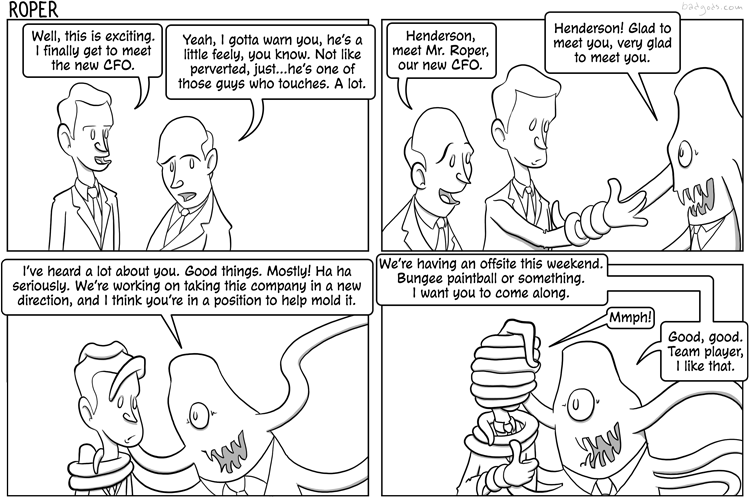 ROPER
badgods.com
Well, this is exciting.
I finally get to meet
the new CFO.
Yeah, I gotta warn you, he's a
little feely, you know. Not like
perverted, just...he's one of
those guys who touches. A lot.
Henderson,
meet Mr. Roper,
our new CFO.
Henderson! Glad to
meet you, very glad
to meet you.
I've heard a lot about you. Good things. Mostly! Ha ha
seriously. We're working on taking thie company in a new
direction, and I think you're in a position to help mold it.
We're having an offsite this weekend.
Bungee paintball or something.
I want you to come along.
Mmph!
Good, good.
Team player,
I like that.